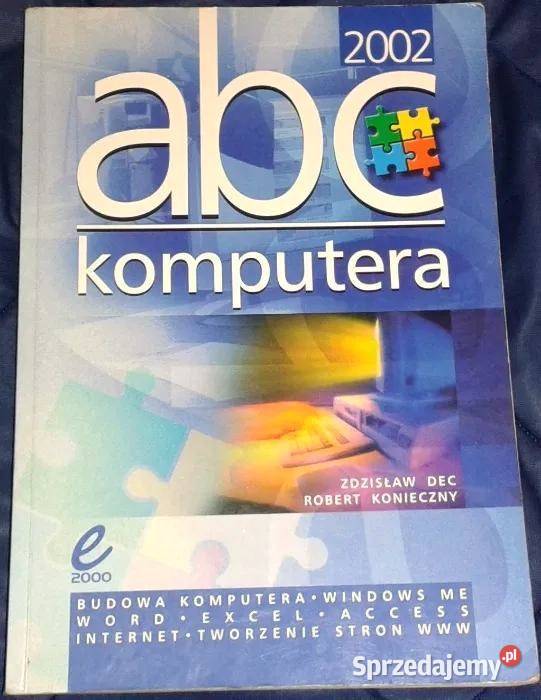 2002
abc
komputera
ZDZISŁAW DEC
ROBERT KONIECZNY
e
2000
BUDOWA KOMPUTERA • WINDOWS ME
WORD • EXCEL • ACCESS
INTERNET • TWORZENIE STRON WWW
Sprzedajemy.pl